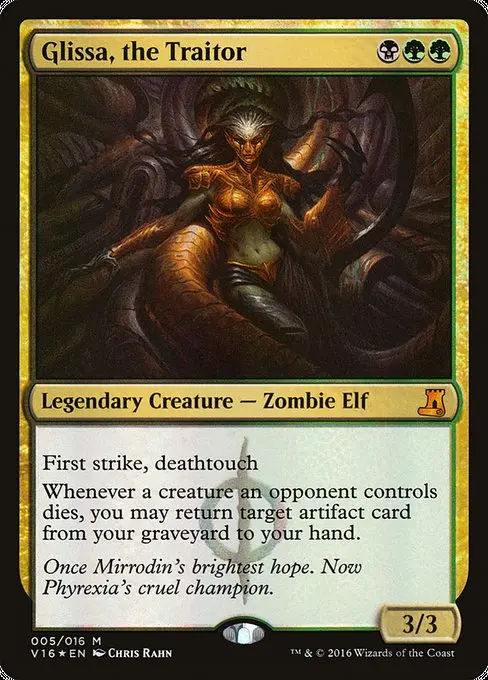 Glissa, the Traitor
Legendary Creature — Zombie Elf
First strike, deathtouch
Whenever a creature an opponent controls
dies, you may return target artifact card
from your graveyard to your hand.
Once Mirrodin's brightest hope. Now
Phyrexia's cruel champion.
3/3
005/016 M
V16★EN Chris Rahn
™ & © 2016 Wizards of the Coast